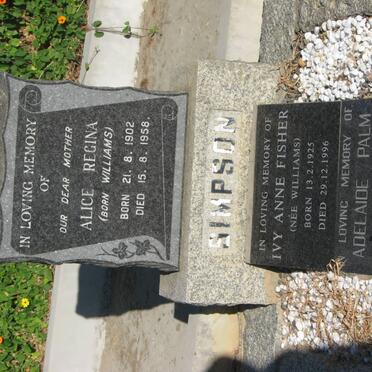 IN LOVING MEMORY
OF
OUR DEAR MOTHER
ALICE REGINA
(BORN WILLIAMS)
BORN 21. 8. 1902
DIED 15. 8. 1958.
SIMPSON
IN LOVING MEMORY OF
IVY ANNE FISHER
(NÉE WILLIAMS)
BORN 13.2.1925
DIED 29.12.1996
LOVING MEMORY OF
ADELAIDE PALM